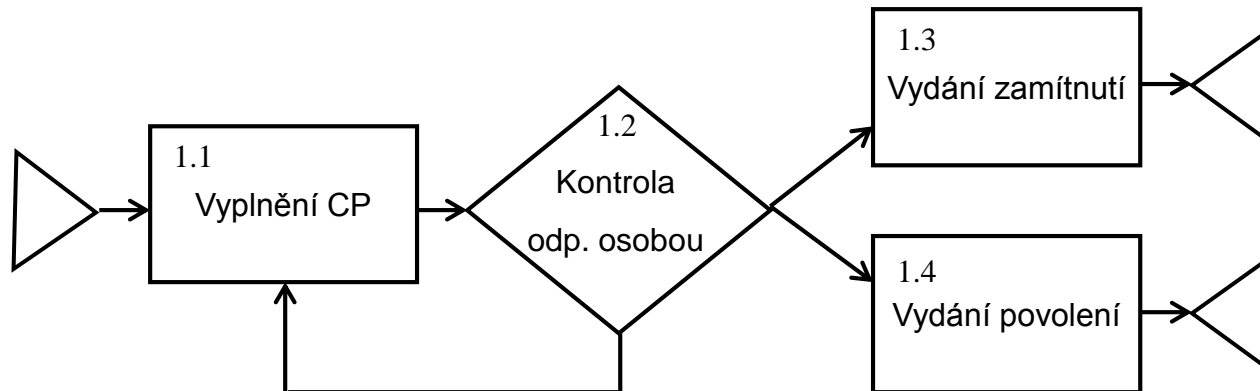 1.1
Vyplnění CP
1.2
Kontrola
odp. osobou
1.3
Vydání zamítnutí
1.4
Vydání povolení